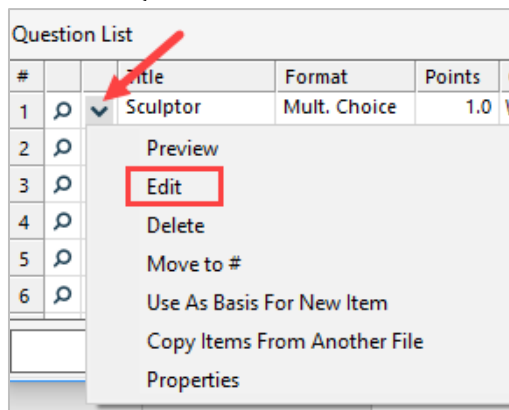 Question List
# Title Format Points
1 Sculptor Mult. Choice 1.0
2 Preview
3 Edit
4 Delete
5 Move to #
6 Use As Basis For New Item
Copy Items From Another File
Properties